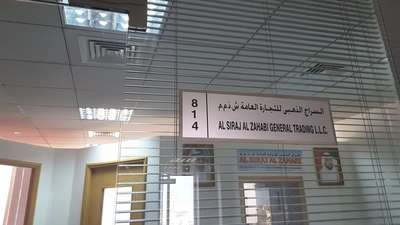 814
السراج الذهبي للتجارة العامة ش ذ.م.م
AL SIRAJ AL ZAHABI GENERAL TRADING L.L.C.
AL SIRAJ AL ZAHABI